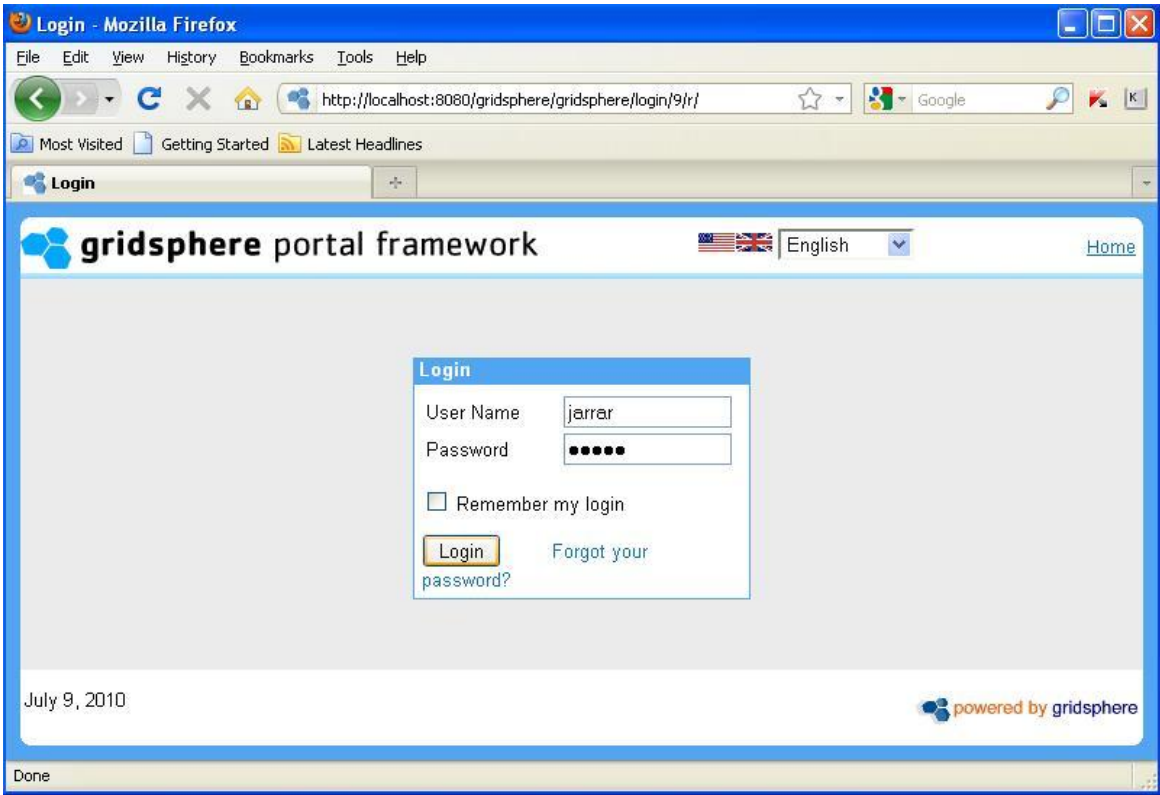 Login - Mozilla Firefox
File Edit View History Bookmarks Tools Help
http://localhost:8080/gridsphere/gridsphere/login/9/r/ Google K
Most Visited Getting Started Latest Headlines
Login
gridsphere portal framework English Home
Login
User Name jarrar
Password •••••
Remember my login
Login Forgot your
password?
July 9, 2010 powered by gridsphere
Done